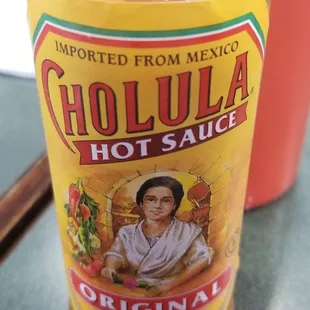 IMPORTED FROM MEXICO
CHOLULA®
HOT SAUCE
ORIGINAL